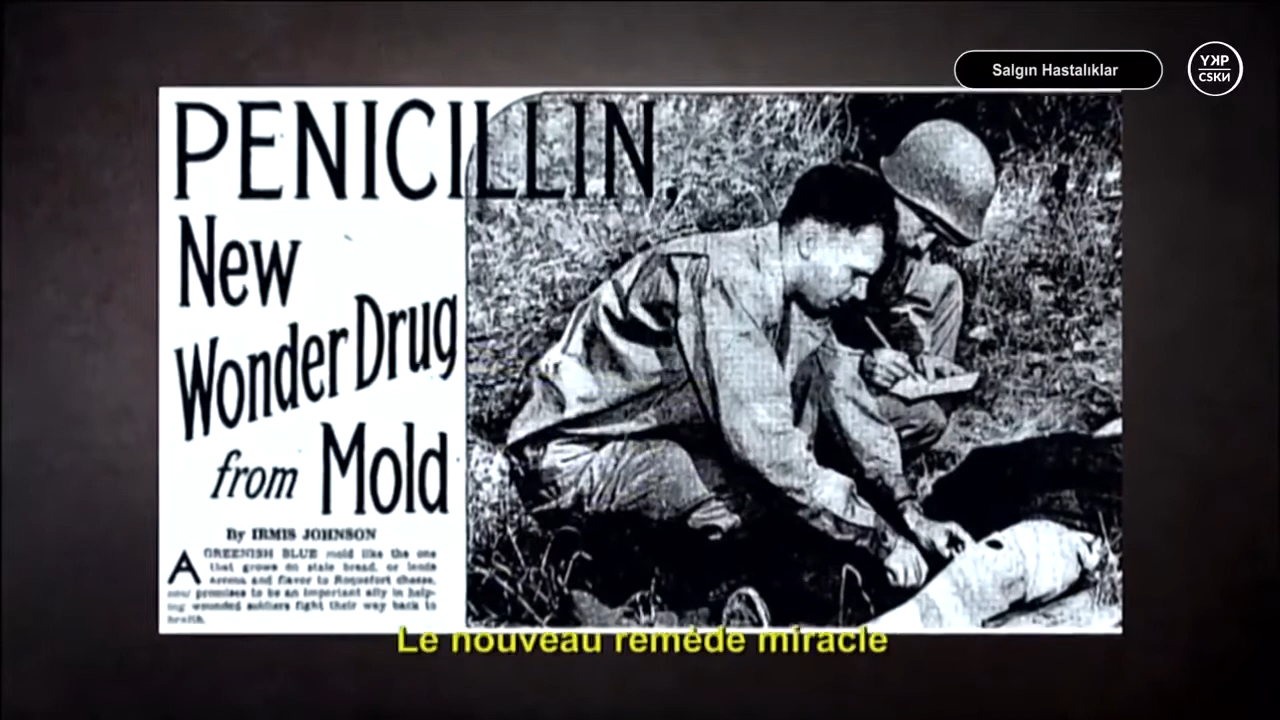 Salgın Hastalıklar
YKP
CSKN
PENICILLIN,
New
Wonder Drug
from Mold
By IRMIS JOHNSON
A GREENISH BLUE mold like the one
that grows on stale bread, or lends
aroma and flavor to Roquefort cheese,
now promises to be an important ally in help-
ing wounded soldiers fight their way back to
health.
Le nouveau remède miracle